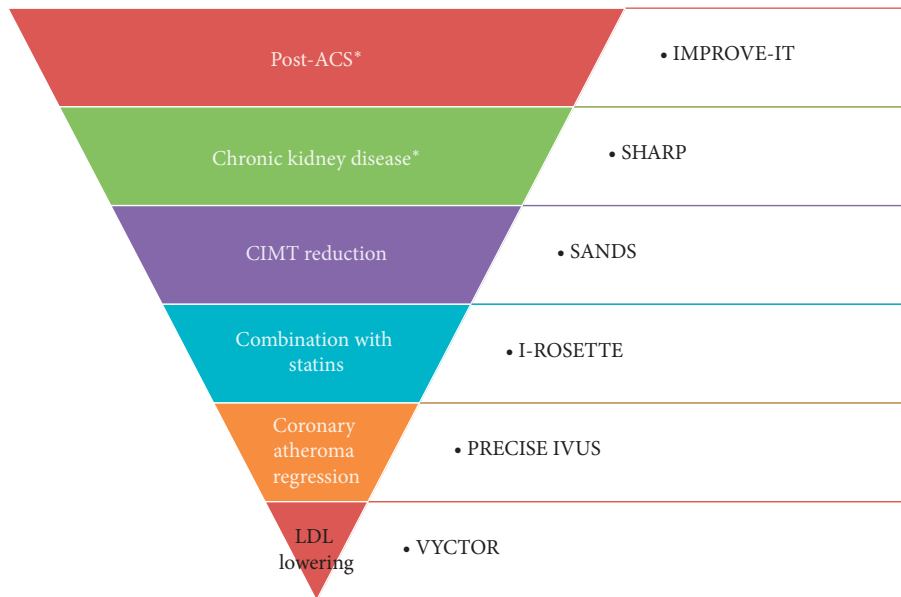 Post-ACS*
• IMPROVE-IT
Chronic kidney disease*
• SHARP
CIMT reduction
• SANDS
Combination with
statins
• I-ROSETTE
Coronary
atheroma
regression
• PRECISE IVUS
LDL
lowering
• VYCTOR